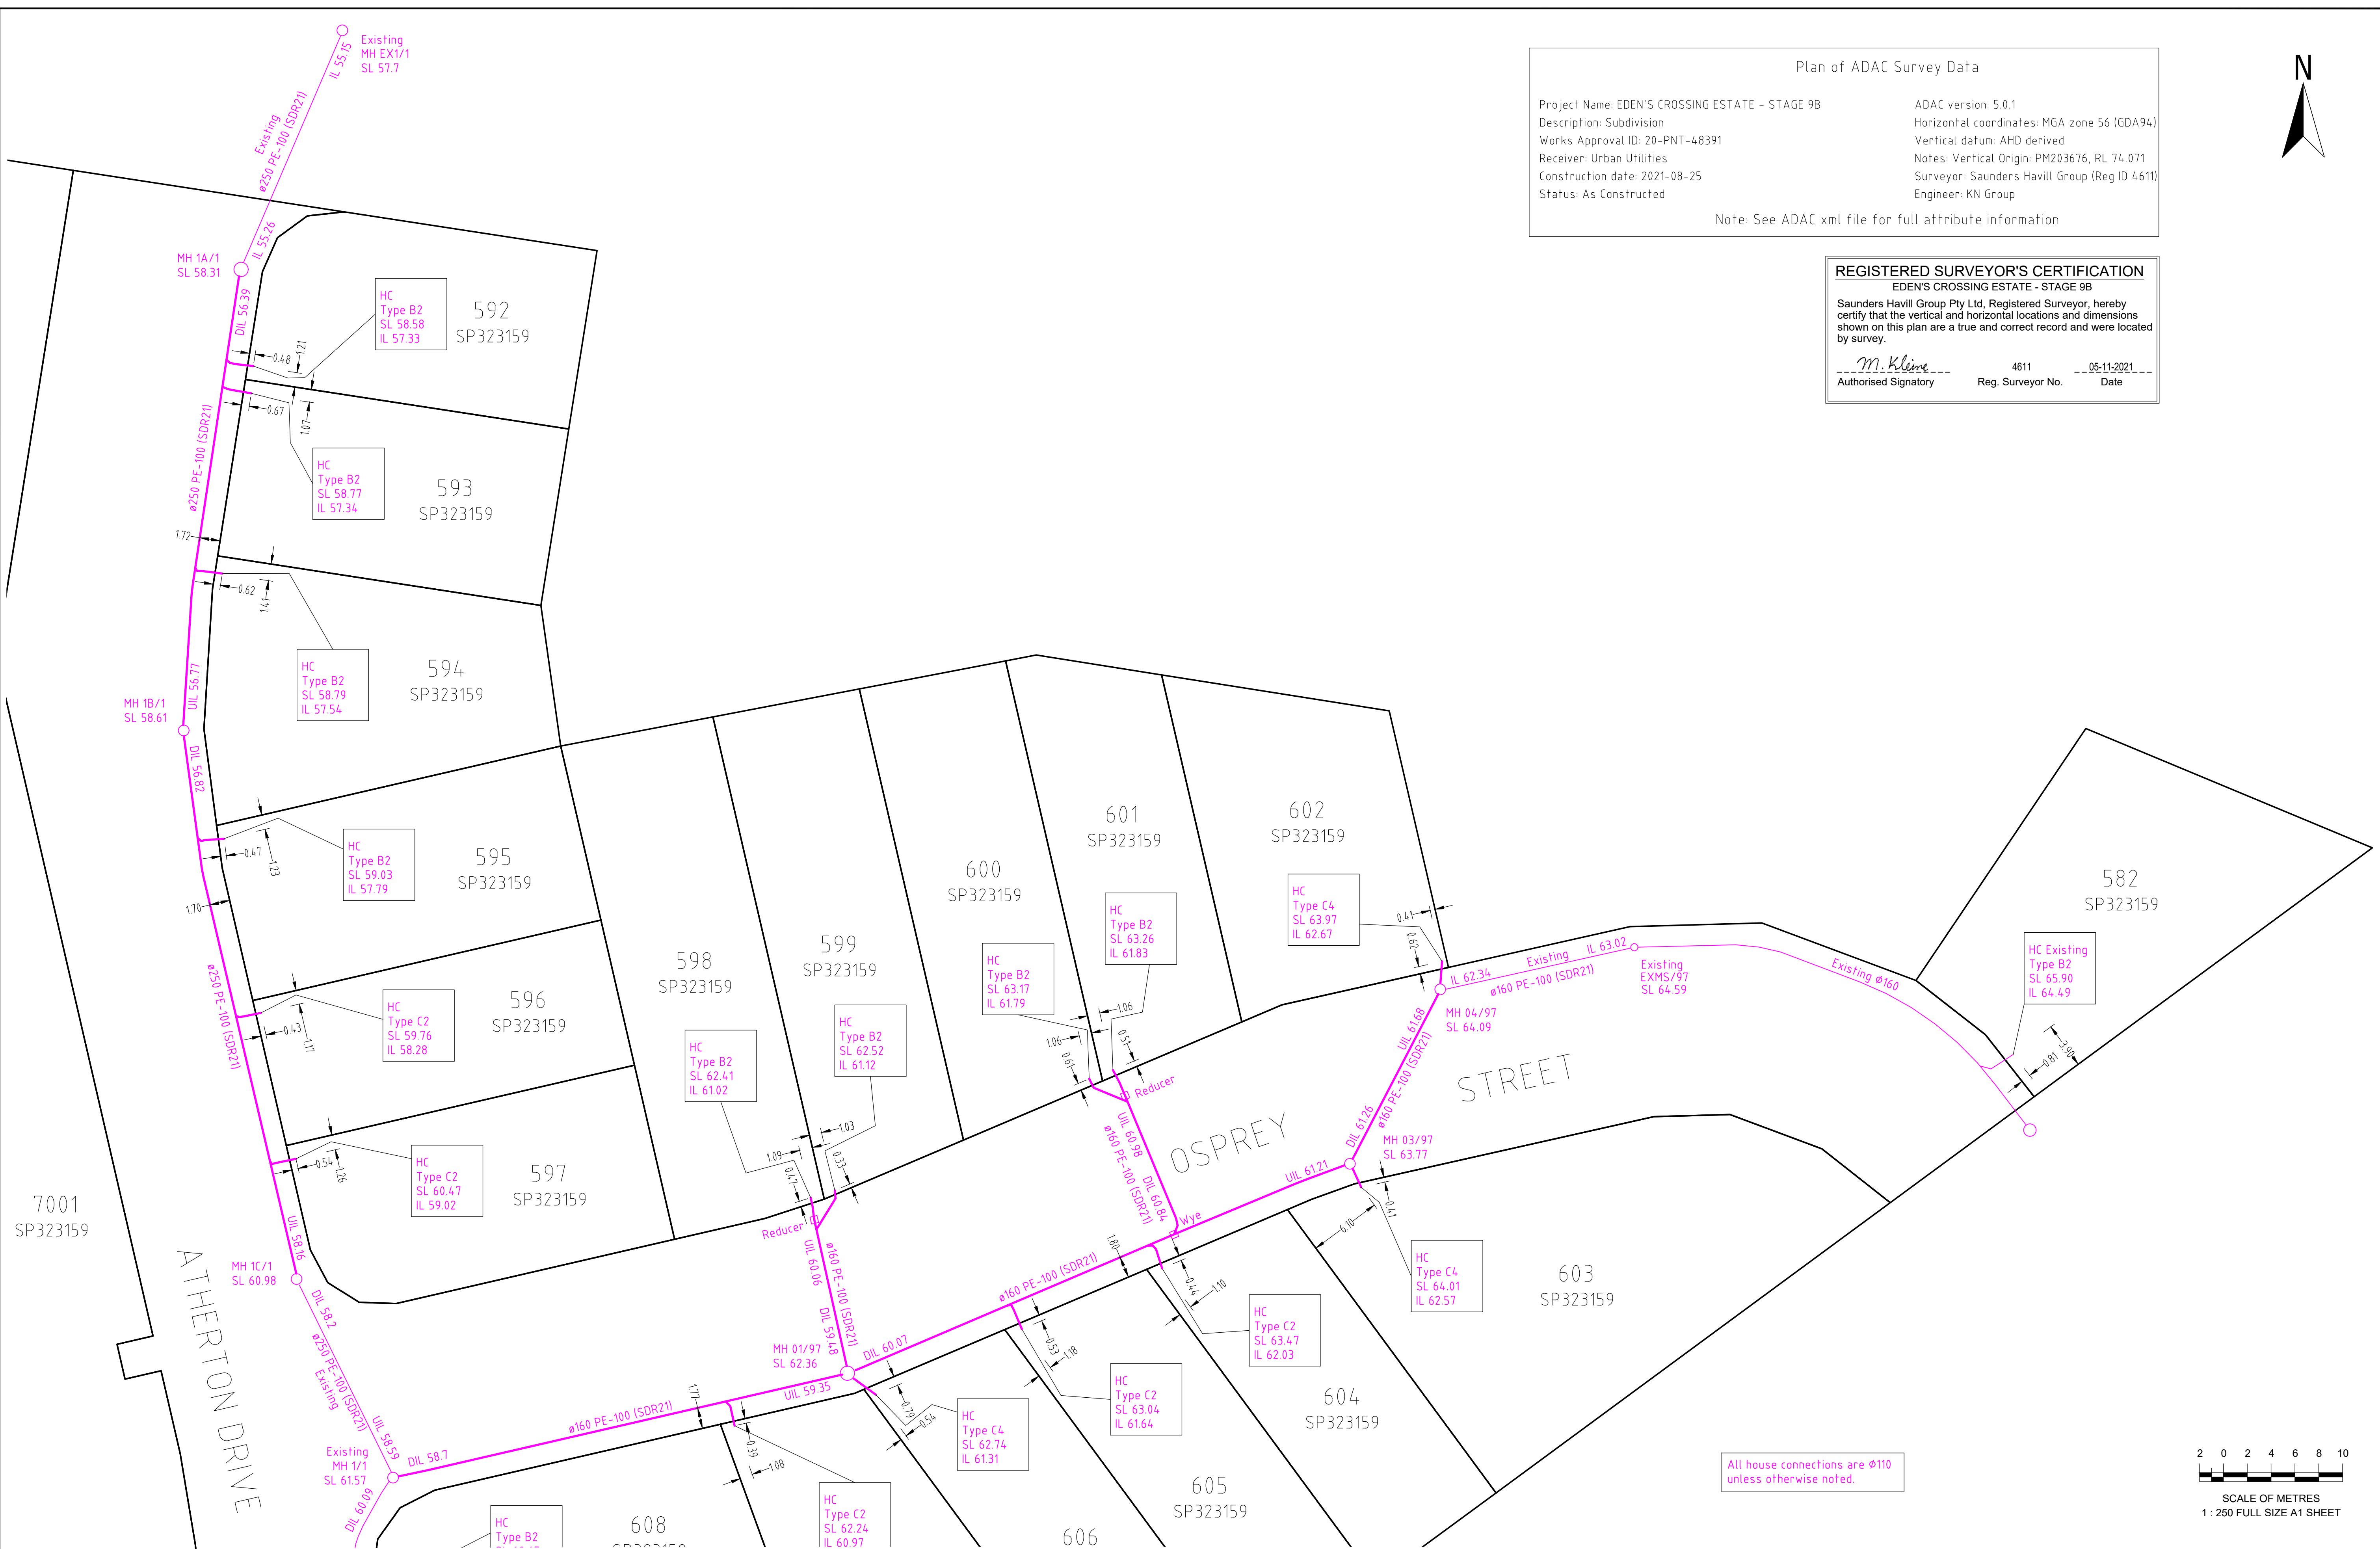 Existing
MH EX1/1
SL 57.7
IL 55.15
Existing
ø250 PE-100 (SDR21)
IL 55.26
MH 1A/1
SL 58.31
DIL 56.39
Plan of ADAC Survey Data
Project Name: EDEN'S CROSSING ESTATE - STAGE 9B
Description: Subdivision
Works Approval ID: 20-PNT-48391
Receiver: Urban Utilities
Construction date: 2021-08-25
Status: As Constructed
ADAC version: 5.0.1
Horizontal coordinates: MGA zone 56 (GDA94)
Vertical datum: AHD derived
Notes: Vertical Origin: PM203676, RL 74.071
Surveyor: Saunders Havill Group (Reg ID 4611)
Engineer: KN Group
Note: See ADAC xml file for full attribute information
N
REGISTERED SURVEYOR'S CERTIFICATION
EDEN'S CROSSING ESTATE - STAGE 9B
Saunders Havill Group Pty Ltd, Registered Surveyor, hereby
certify that the vertical and horizontal locations and dimensions
shown on this plan are a true and correct record and were located
by survey.
M. Kleine
4611
05-11-2021
Authorised Signatory
Reg. Surveyor No.
Date
HC
Type B2
SL 58.58
IL 57.33
592
SP323159
0.48
1.21
0.67
1.07
ø250 PE-100 (SDR21)
HC
Type B2
SL 58.77
IL 57.34
593
SP323159
1.72
0.62
1.41
HC
Type B2
SL 58.79
IL 57.54
594
SP323159
UIL 56.77
MH 1B/1
SL 58.61
DIL 56.82
0.47
1.23
HC
Type B2
SL 59.03
IL 57.79
595
SP323159
1.70
ø250 PE-100 (SDR21)
0.43
1.17
HC
Type C2
SL 59.76
IL 58.28
596
SP323159
0.54
1.26
HC
Type C2
SL 60.47
IL 59.02
597
SP323159
7001
SP323159
UIL 58.16
MH 1C/1
SL 60.98
DIL 58.2
ø250 PE-100 (SDR21)
Existing
UIL 58.59
ATHERTON DRIVE
Existing
MH 1/1
SL 61.57
DIL 60.09
DIL 58.7
ø160 PE-100 (SDR21)
598
SP323159
HC
Type B2
SL 62.41
IL 61.02
599
SP323159
HC
Type B2
SL 62.52
IL 61.12
1.03
1.09
0.47
0.33
Reducer
UIL 60.06
ø160 PE-100 (SDR21)
DIL 59.48
MH 01/97
SL 62.36
UIL 59.35
DIL 60.07
1.77
600
SP323159
HC
Type B2
SL 63.17
IL 61.79
601
SP323159
HC
Type B2
SL 63.26
IL 61.83
1.06
1.06
0.61
0.51
Reducer
UIL 60.98
ø160 PE-100 (SDR21)
DIL 60.84
Wye
602
SP323159
HC
Type C4
SL 63.97
IL 62.67
0.41
0.62
IL 62.34
Existing
ø160 PE-100 (SDR21)
IL 63.02
Existing
EXMS/97
SL 64.59
MH 04/97
SL 64.09
UIL 61.68
ø160 PE-100 (SDR21)
DIL 61.26
MH 03/97
SL 63.77
UIL 61.21
OSPREY STREET
Existing Ø160
582
SP323159
HC Existing
Type B2
SL 65.90
IL 64.49
3.90
0.81
6.10
0.41
HC
Type C4
SL 64.01
IL 62.57
603
SP323159
1.80
ø160 PE-100 (SDR21)
0.44
1.10
HC
Type C2
SL 63.47
IL 62.03
604
SP323159
0.53
1.18
HC
Type C2
SL 63.04
IL 61.64
605
SP323159
0.79
0.54
HC
Type C4
SL 62.74
IL 61.31
606
0.39
1.08
HC
Type C2
SL 62.24
IL 60.97
608
HC
Type B2
All house connections are Ø110
unless otherwise noted.
2 0 2 4 6 8 10
SCALE OF METRES
1 : 250 FULL SIZE A1 SHEET